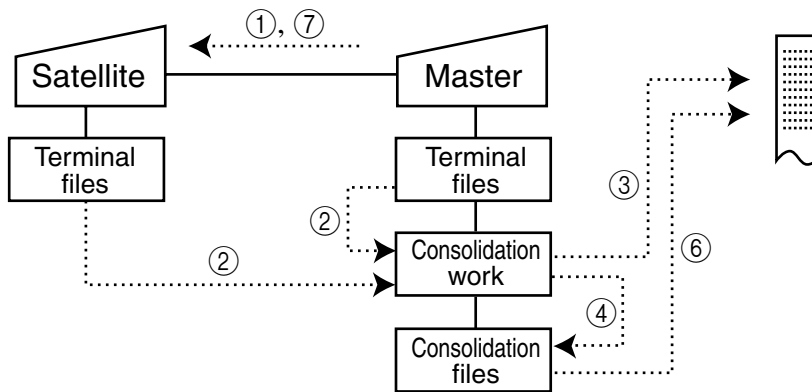 ①, ⑦
Satellite
Master
Terminal
files
Terminal
files
②
②
Consolidation
work
③
⑥
④
Consolidation
files